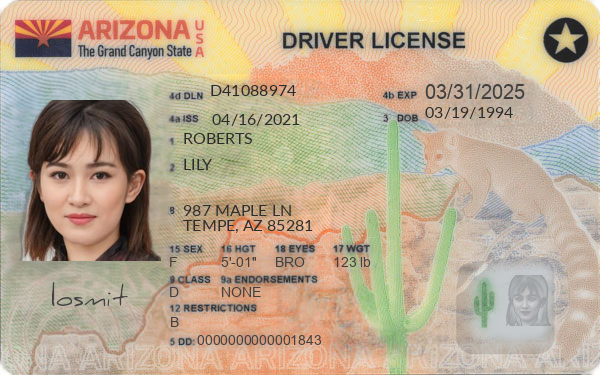 ARIZONA USA
The Grand Canyon State
DRIVER LICENSE
4d DLN D41088974
4b EXP 03/31/2025
4a ISS 04/16/2021
3 DOB 03/19/1994
1 ROBERTS
2 LILY
8 987 MAPLE LN
TEMPE, AZ 85281
15 SEX 16 HGT 18 EYES 17 WGT
F 5'-01" BRO 123 lb
9 CLASS 9a ENDORSEMENTS
D NONE
12 RESTRICTIONS
B
5 DD: 0000000000001843
losmit
ARIZONA ARIZONA ARIZONA ARIZONA